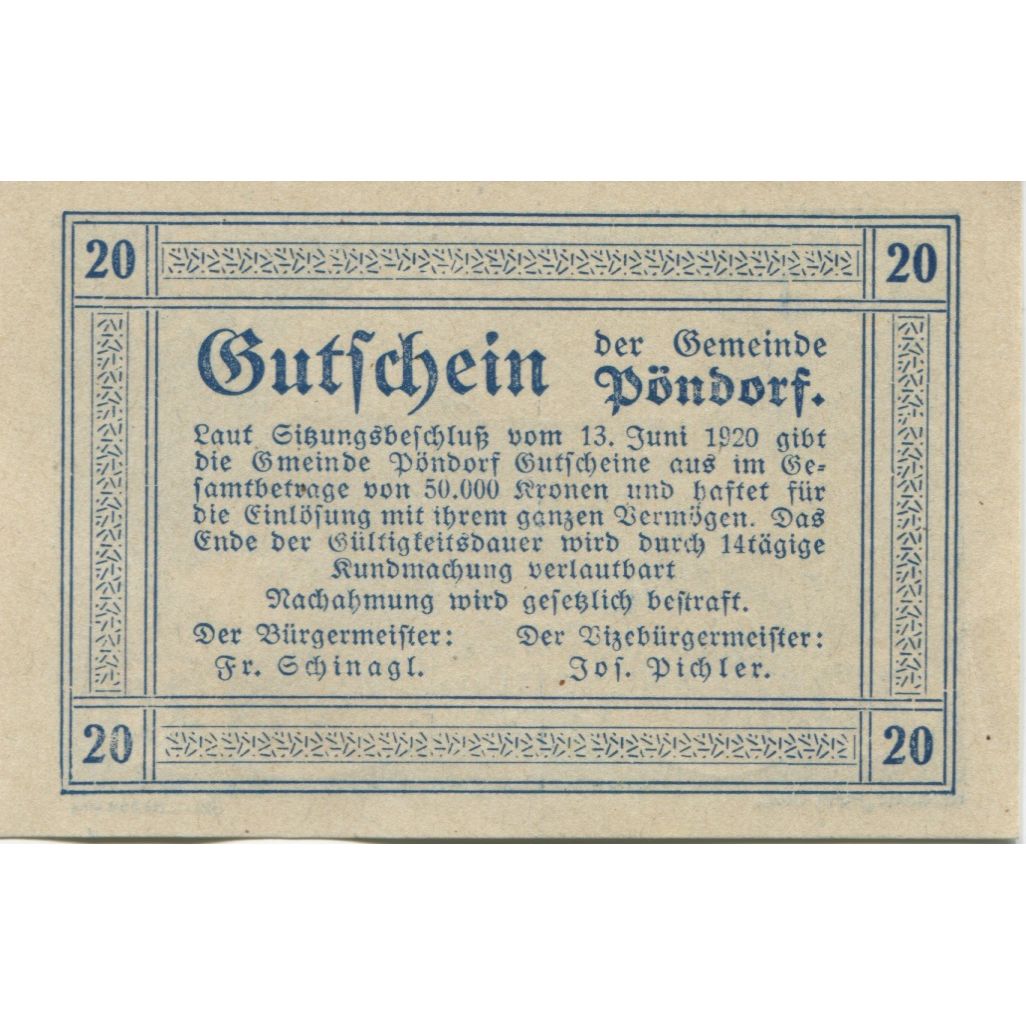 20 20
Gutschein der Gemeinde
Pöndorf.
Laut Sitzungsbeschluß vom 13. Juni 1920 gibt
die Gmeinde Pöndorf Gutscheine aus im Ge-
samtbetrage von 50.000 Kronen und haftet für
die Einlösung mit ihrem ganzen Vermögen. Das
Ende der Gültigkeitsdauer wird durch 14tägige
Kundmachung verlautbart
Nachahmung wird gesetzlich bestraft.
Der Bürgermeister: Der Vizebürgermeister:
Fr. Schinagl. Jos. Pichler.
20 20